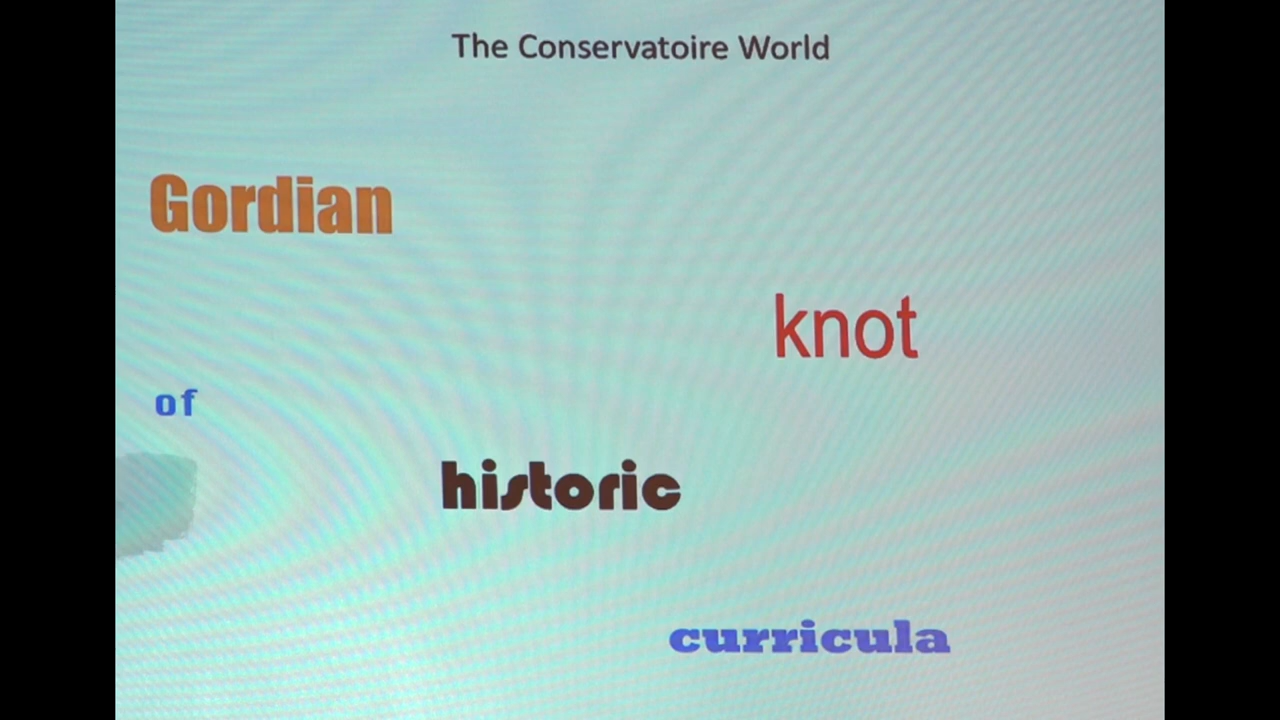 The Conservatoire World
Gordian
knot
of
historic
curricula